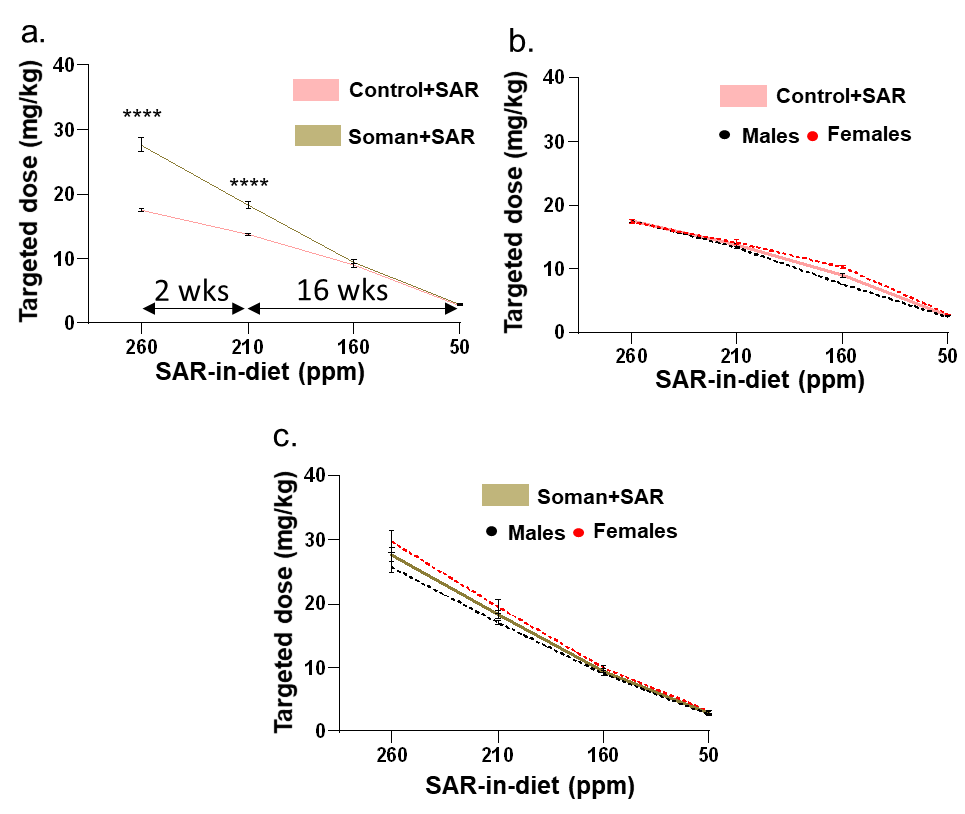 a.
Targeted dose (mg/kg)
40
30
20
10
0
****
****
Control+SAR
Soman+SAR
2 wks
16 wks
260
210
160
50
SAR-in-diet (ppm)
b.
Targeted dose (mg/kg)
40
30
20
10
0
Control+SAR
Males Females
260
210
160
50
SAR-in-diet (ppm)
c.
Targeted dose (mg/kg)
40
30
20
10
0
Soman+SAR
Males Females
260
210
160
50
SAR-in-diet (ppm)